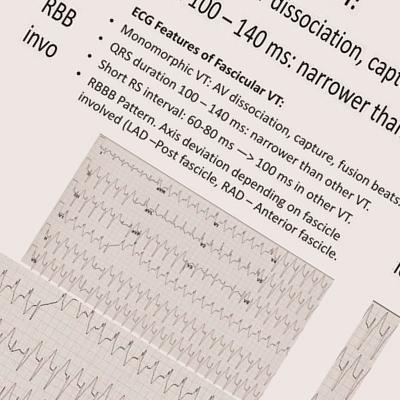 RBB
invo
dissociation, capt
100 – 140 ms: narrower than
ECG Features of Fascicular VT:
• Monomorphic VT: AV dissociation, capture, fusion beats.
• QRS duration 100 – 140 ms: narrower than other VT.
• Short RS interval: 60-80 ms —> 100 ms in other VT.
• RBBB Pattern. Axis deviation depending on fascicle
involved (LAD –Post fascicle, RAD – Anterior fascicle.